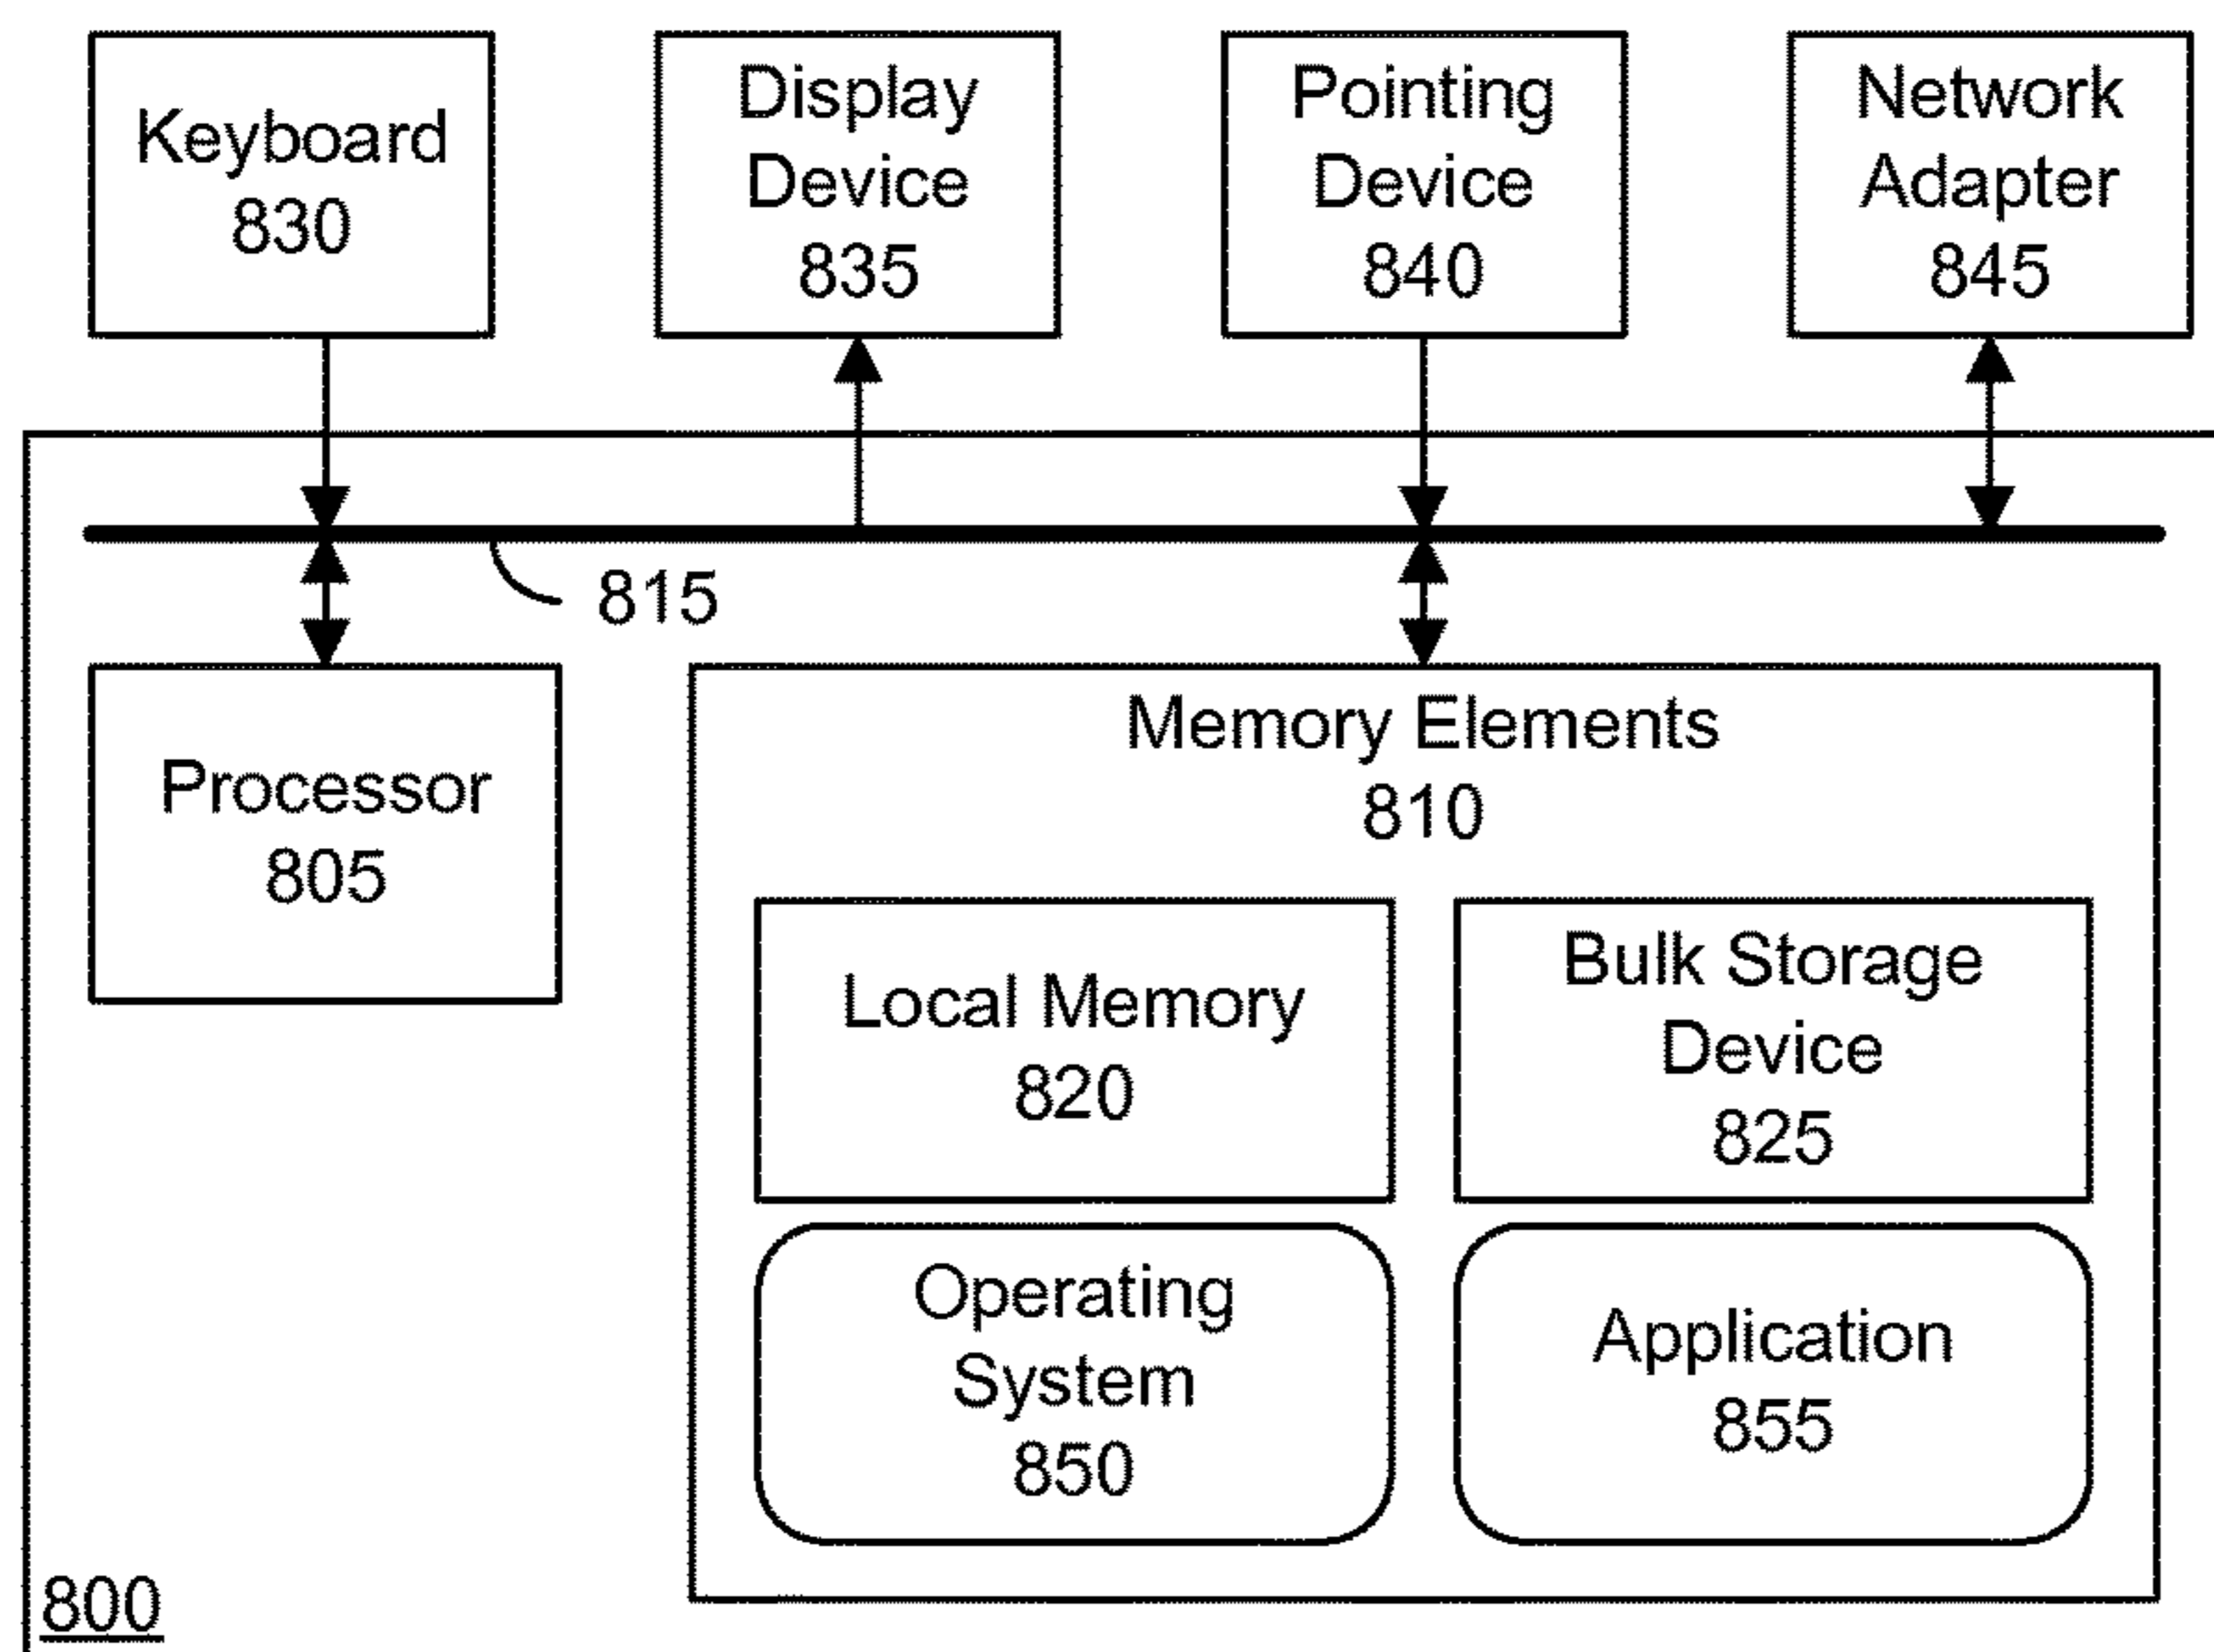 Keyboard
830
Display
Device
835
Pointing
Device
840
Network
Adapter
845
815
Processor
805
Memory Elements
810
Local Memory
820
Bulk Storage
Device
825
Operating
System
850
Application
855
800